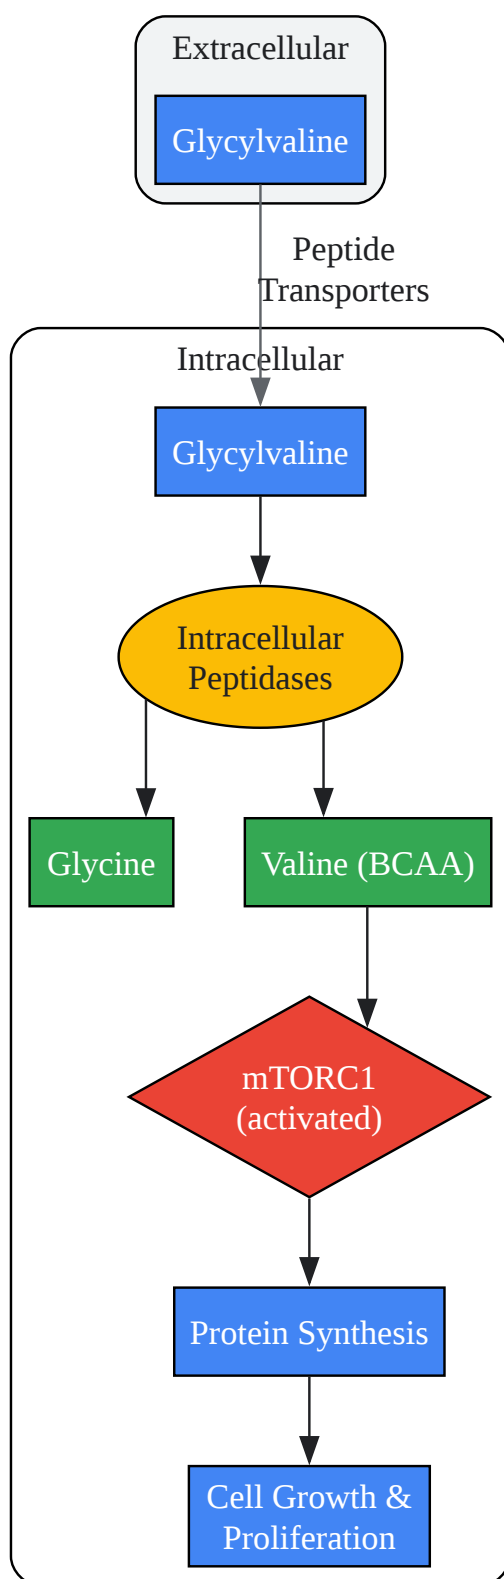 Extracellular
Glycylvaline
Peptide
Transporters
Intracellular
Glycylvaline
Intracellular
Peptidases
Glycine
Valine (BCAA)
mTORC1
(activated)
Protein Synthesis
Cell Growth &
Proliferation